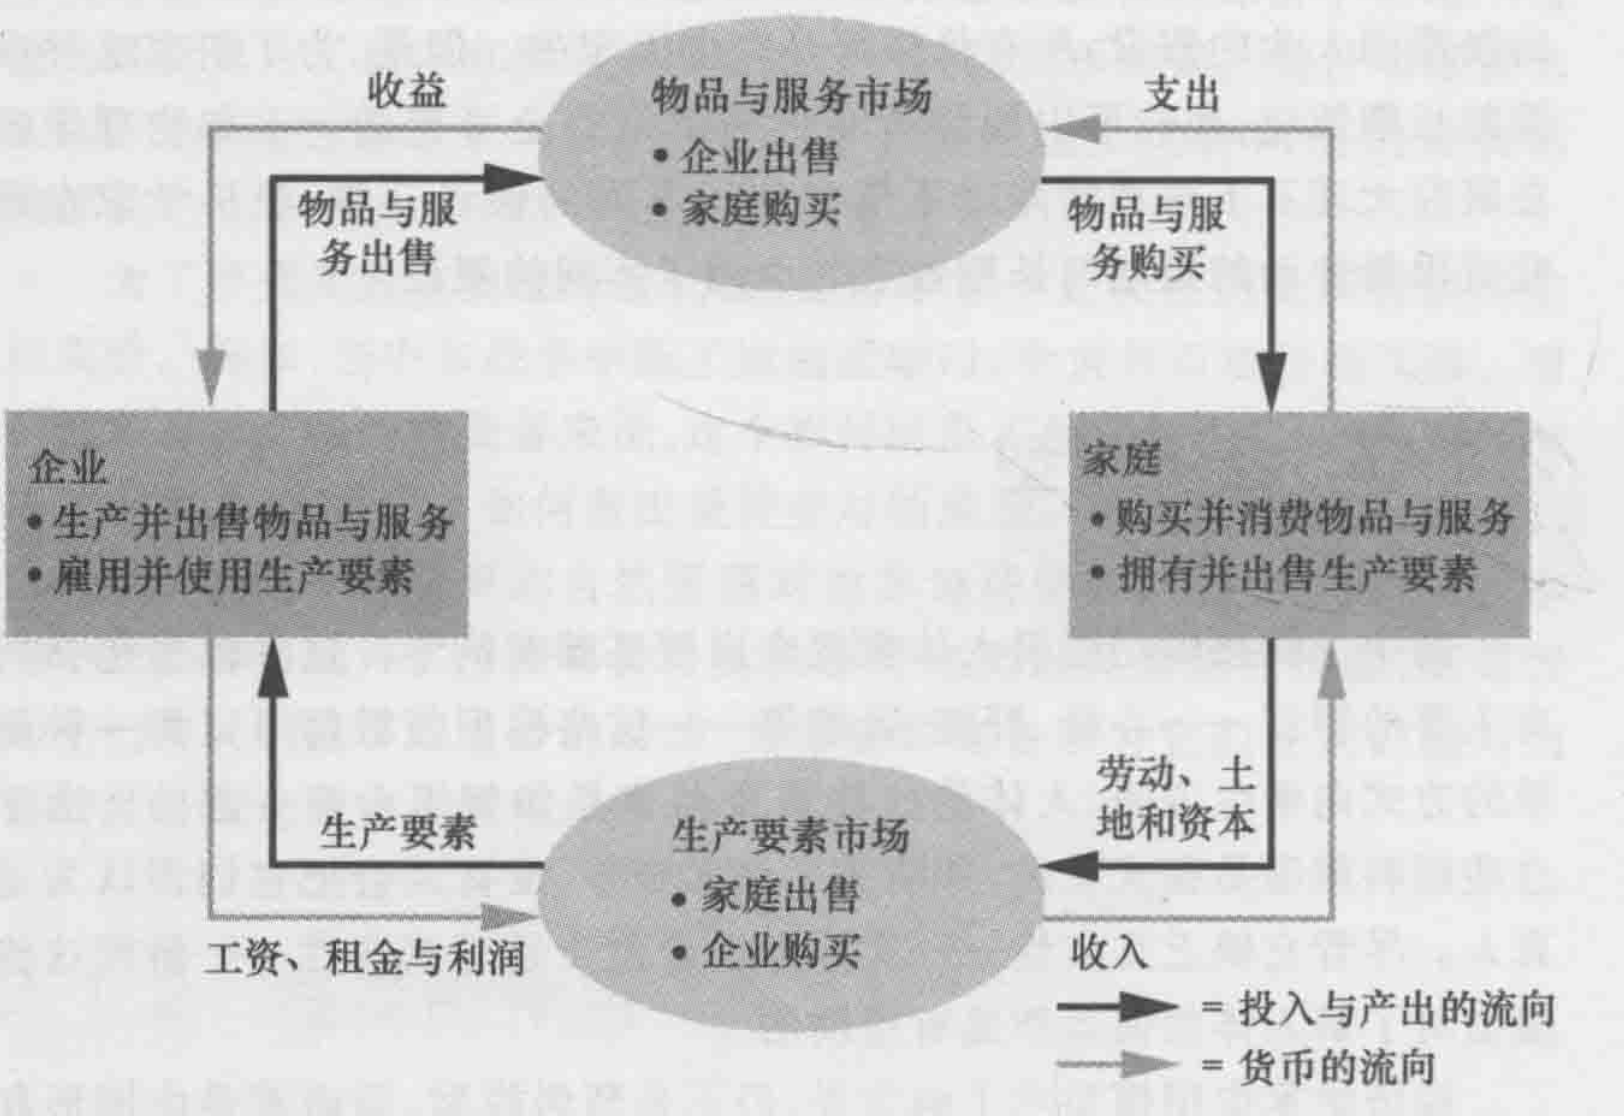 收益
物品与服务市场
• 企业出售
• 家庭购买
支出
物品与服
务出售
物品与服
务购买
企业
• 生产并出售物品与服务
• 雇用并使用生产要素
家庭
• 购买并消费物品与服务
• 拥有并出售生产要素
生产要素
生产要素市场
• 家庭出售
• 企业购买
劳动、土
地和资本
工资、租金与利润
收入
= 投入与产出的流向
= 货币的流向